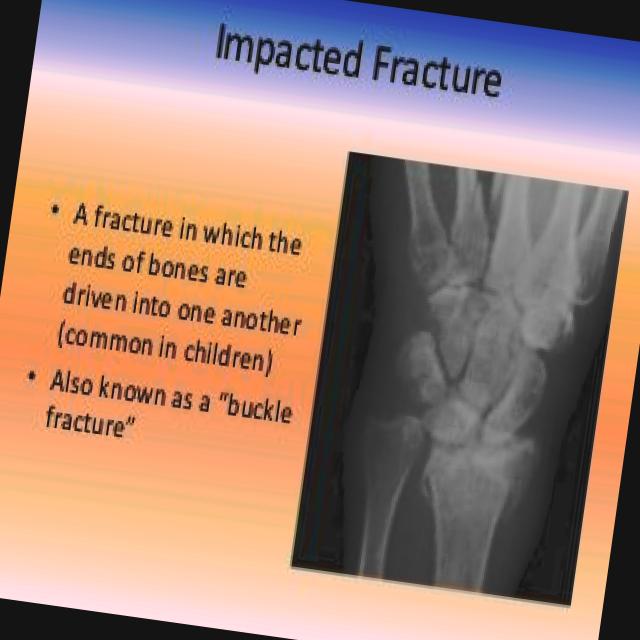 Impacted Fracture
• A fracture in which the
ends of bones are
driven into one another
(common in children)
• Also known as a "buckle
fracture"